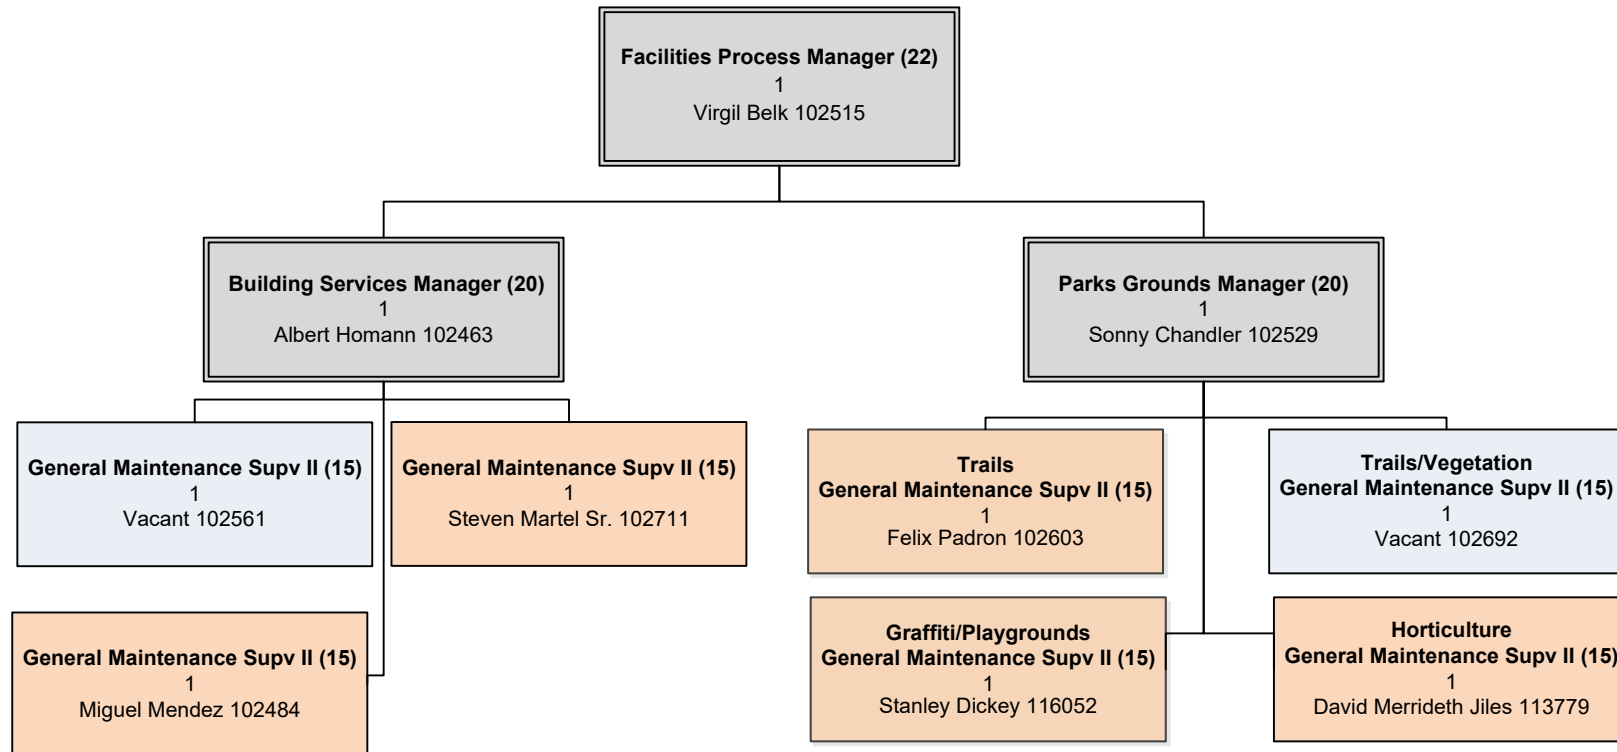 Facilities Process Manager (22)
1
Virgil Belk 102515
Building Services Manager (20)
1
Albert Homann 102463
Parks Grounds Manager (20)
1
Sonny Chandler 102529
General Maintenance Supv II (15)
1
Vacant 102561
General Maintenance Supv II (15)
1
Steven Martel Sr. 102711
Trails
General Maintenance Supv II (15)
1
Felix Padron 102603
Trails/Vegetation
General Maintenance Supv II (15)
1
Vacant 102692
General Maintenance Supv II (15)
1
Miguel Mendez 102484
Graffiti/Playgrounds
General Maintenance Supv II (15)
1
Stanley Dickey 116052
Horticulture
General Maintenance Supv II (15)
1
David Merrideth Jiles 113779